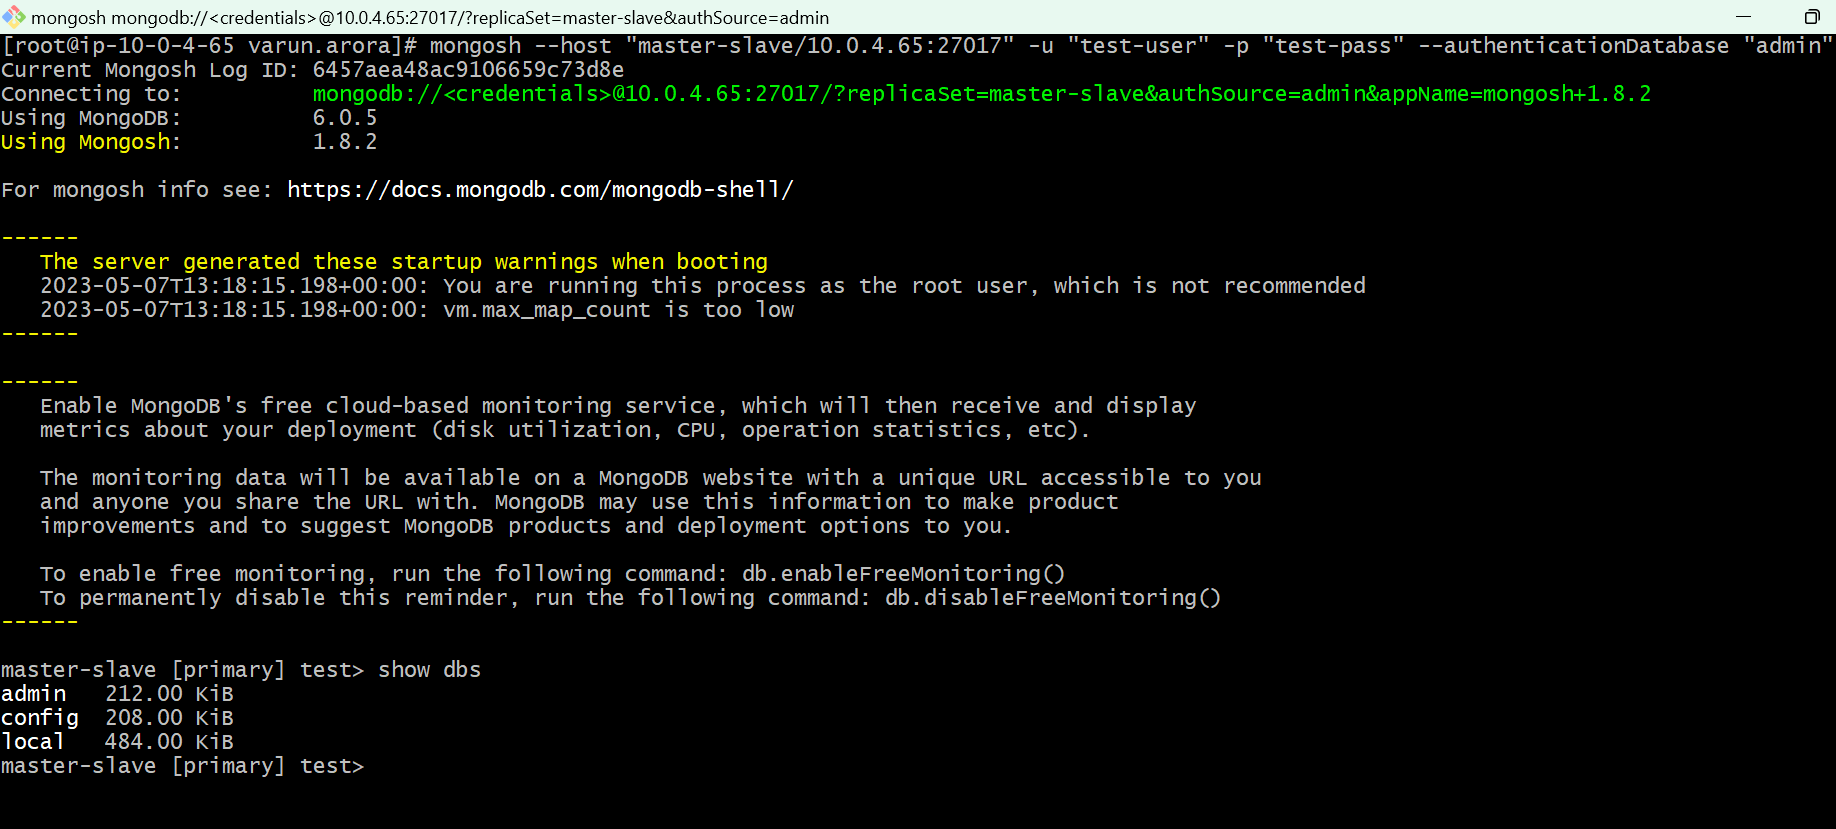 mongosh mongodb://<credentials>@10.0.4.65:27017/?replicaSet=master-slave&authSource=admin
[root@ip-10-0-4-65 varun.arora]# mongosh --host "master-slave/10.0.4.65:27017" -u "test-user" -p "test-pass" --authenticationDatabase "admin"
Current Mongosh Log ID: 6457aea48ac9106659c73d8e
Connecting to: mongodb://<credentials>@10.0.4.65:27017/?replicaSet=master-slave&authSource=admin&appName=mongosh+1.8.2
Using MongoDB: 6.0.5
Using Mongosh: 1.8.2
For mongosh info see: https://docs.mongodb.com/mongodb-shell/
------
The server generated these startup warnings when booting
2023-05-07T13:18:15.198+00:00: You are running this process as the root user, which is not recommended
2023-05-07T13:18:15.198+00:00: vm.max_map_count is too low
------
------
Enable MongoDB's free cloud-based monitoring service, which will then receive and display
metrics about your deployment (disk utilization, CPU, operation statistics, etc).
The monitoring data will be available on a MongoDB website with a unique URL accessible to you
and anyone you share the URL with. MongoDB may use this information to make product
improvements and to suggest MongoDB products and deployment options to you.
To enable free monitoring, run the following command: db.enableFreeMonitoring()
To permanently disable this reminder, run the following command: db.disableFreeMonitoring()
------
master-slave [primary] test> show dbs
admin 212.00 KiB
config 208.00 KiB
local 484.00 KiB
master-slave [primary] test>